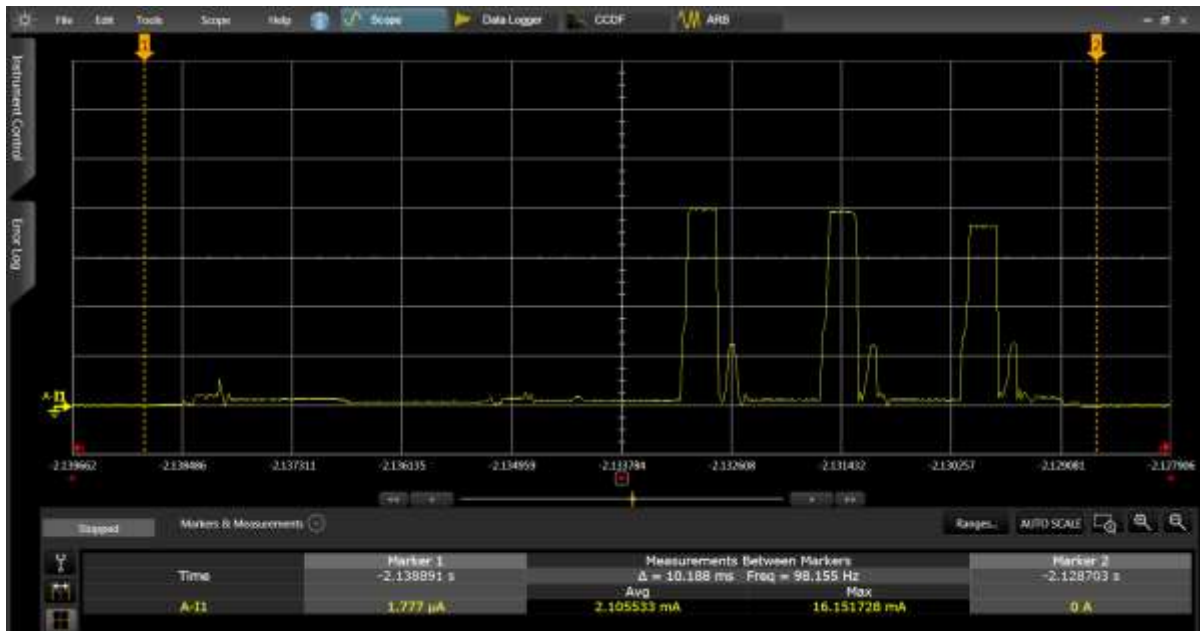 File Edit Tools Scope Help Scope Data Logger CCDF ARB
1 2
Instrument Control
Error Log
A-I1
-2.139662 -2.138486 -2.137311 -2.136135 -2.134959 -2.133784 -2.132608 -2.131432 -2.130257 -2.129081 -2.127906
Stopped Markers & Measurements Ranges... AUTO SCALE
Marker 1 Measurements Between Markers Marker 2
Time -2.138891 s Δ = 10.188 ms Freq = 98.155 Hz -2.128703 s
Avg Max
A-I1 1.777 µA 2.105533 mA 16.151728 mA 0 A